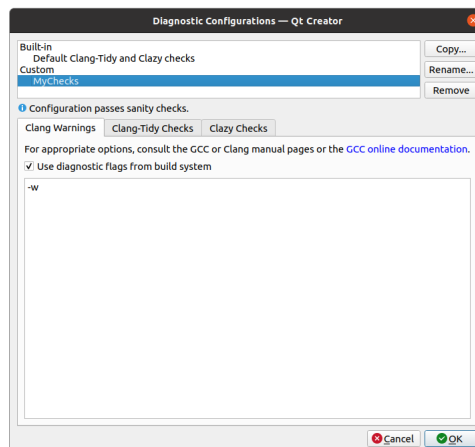 Diagnostic Configurations — Qt Creator
Built-in
Default Clang-Tidy and Clazy checks
Custom
MyChecks
Copy...
Rename...
Remove
Configuration passes sanity checks.
Clang Warnings Clang-Tidy Checks Clazy Checks
For appropriate options, consult the GCC or Clang manual pages or the GCC online documentation.
Use diagnostic flags from build system
-w
Cancel OK